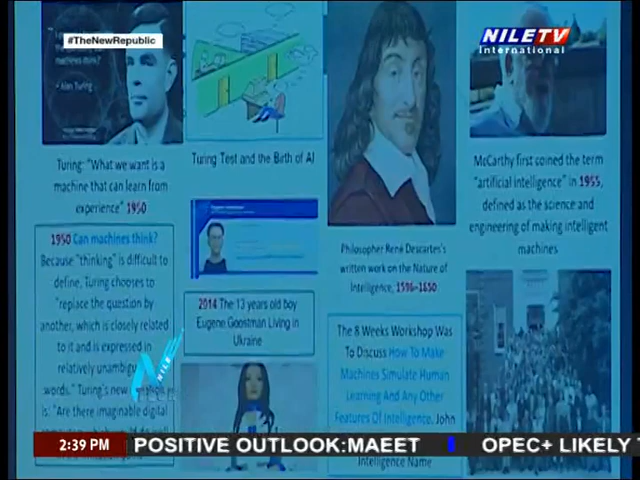 #TheNewRepublic
NILETV
International
machines think?
- Alan Turing
Turing: "What we want is a
machine that can learn from
experience" 1950
Turing Test and the Birth of AI
McCarthy first coined the term
"artificial intelligence" in 1955,
defined as the science and
engineering of making intelligent
machines
Philosopher René Descartes's
written work on the Nature of
Intelligence, 1596-1650
1950 Can machines think?
Because "thinking" is difficult to
define, Turing chooses to
"replace the question by
another, which is closely related
to it and is expressed in
relatively
words." Turing's new
is: "Are there imaginable digital
2014 The 13 years old boy
Eugene Goostman Living in
Ukraine
The 8 Weeks Workshop Was
To Discuss How To Make
Machines Simulate Human
Learning And Any Other
Features Of Intelligence. John
Intelligence Name
NILE
2:39 PM POSITIVE OUTLOOK:MAEET OPEC+ LIKELY